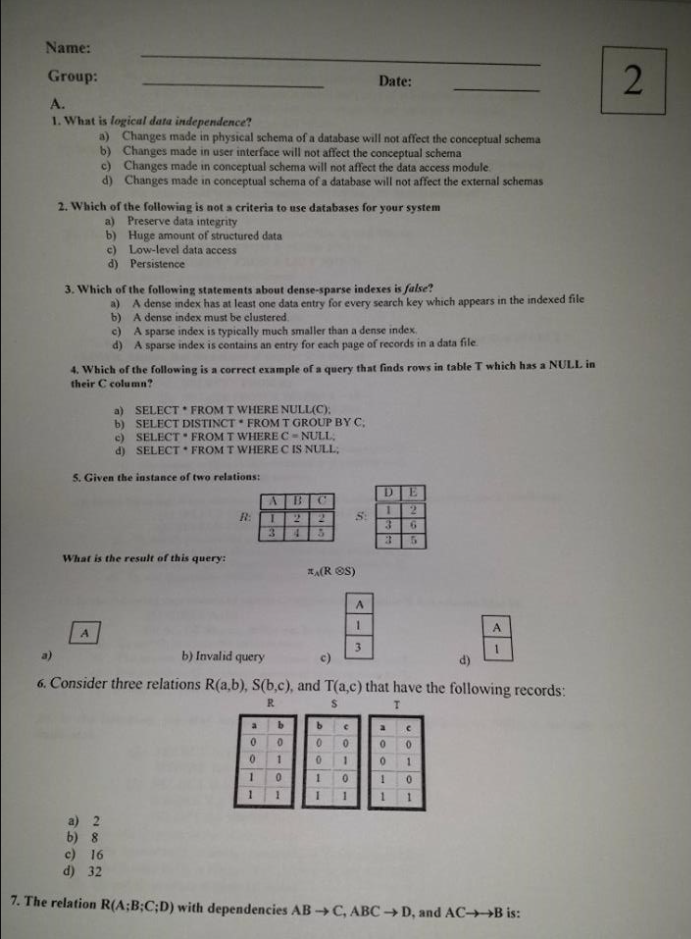 Name:
2
Group:
Date:
A.
1. What is logical data independence?
a) Changes made in physical schema of a database will not affect the conceptual schema
b) Changes made in user interface will not affect the conceptual schema
c) Changes made in conceptual schema will not affect the data access module.
d) Changes made in conceptual schema of a database will not affect the external schemas
2. Which of the following is not a criteria to use databases for your system
a) Preserve data integrity
b) Huge amount of structured data
c) Low-level data access
d) Persistence
3. Which of the following statements about dense-sparse indexes is false?
a) A dense index has at least one data entry for every search key which appears in the indexed file
b) A dense index must be clustered.
c) A sparse index is typically much smaller than a dense index.
d) A sparse index is contains an entry for each page of records in a data file.
4. Which of the following is a correct example of a query that finds rows in table T which has a NULL in
their C column?
a) SELECT * FROM T WHERE NULL(C);
b) SELECT DISTINCT * FROM T GROUP BY C;
c) SELECT * FROM T WHERE C = NULL;
d) SELECT * FROM T WHERE C IS NULL;
5. Given the instance of two relations:
R:
A B C
1 2 2
3 4 5
S:
D E
1 2
3 6
3 5
What is the result of this query:
πA(R ⊗S)
a)
A
b) Invalid query
c)
A
1
3
d)
A
1
6. Consider three relations R(a,b), S(b,c), and T(a,c) that have the following records:
R S T
a b b c a c
0 0 0 0 0 0
0 1 0 1 0 1
1 0 1 0 1 0
1 1 1 1 1 1
a) 2
b) 8
c) 16
d) 32
7. The relation R(A;B;C;D) with dependencies AB → C, ABC → D, and AC→→B is: